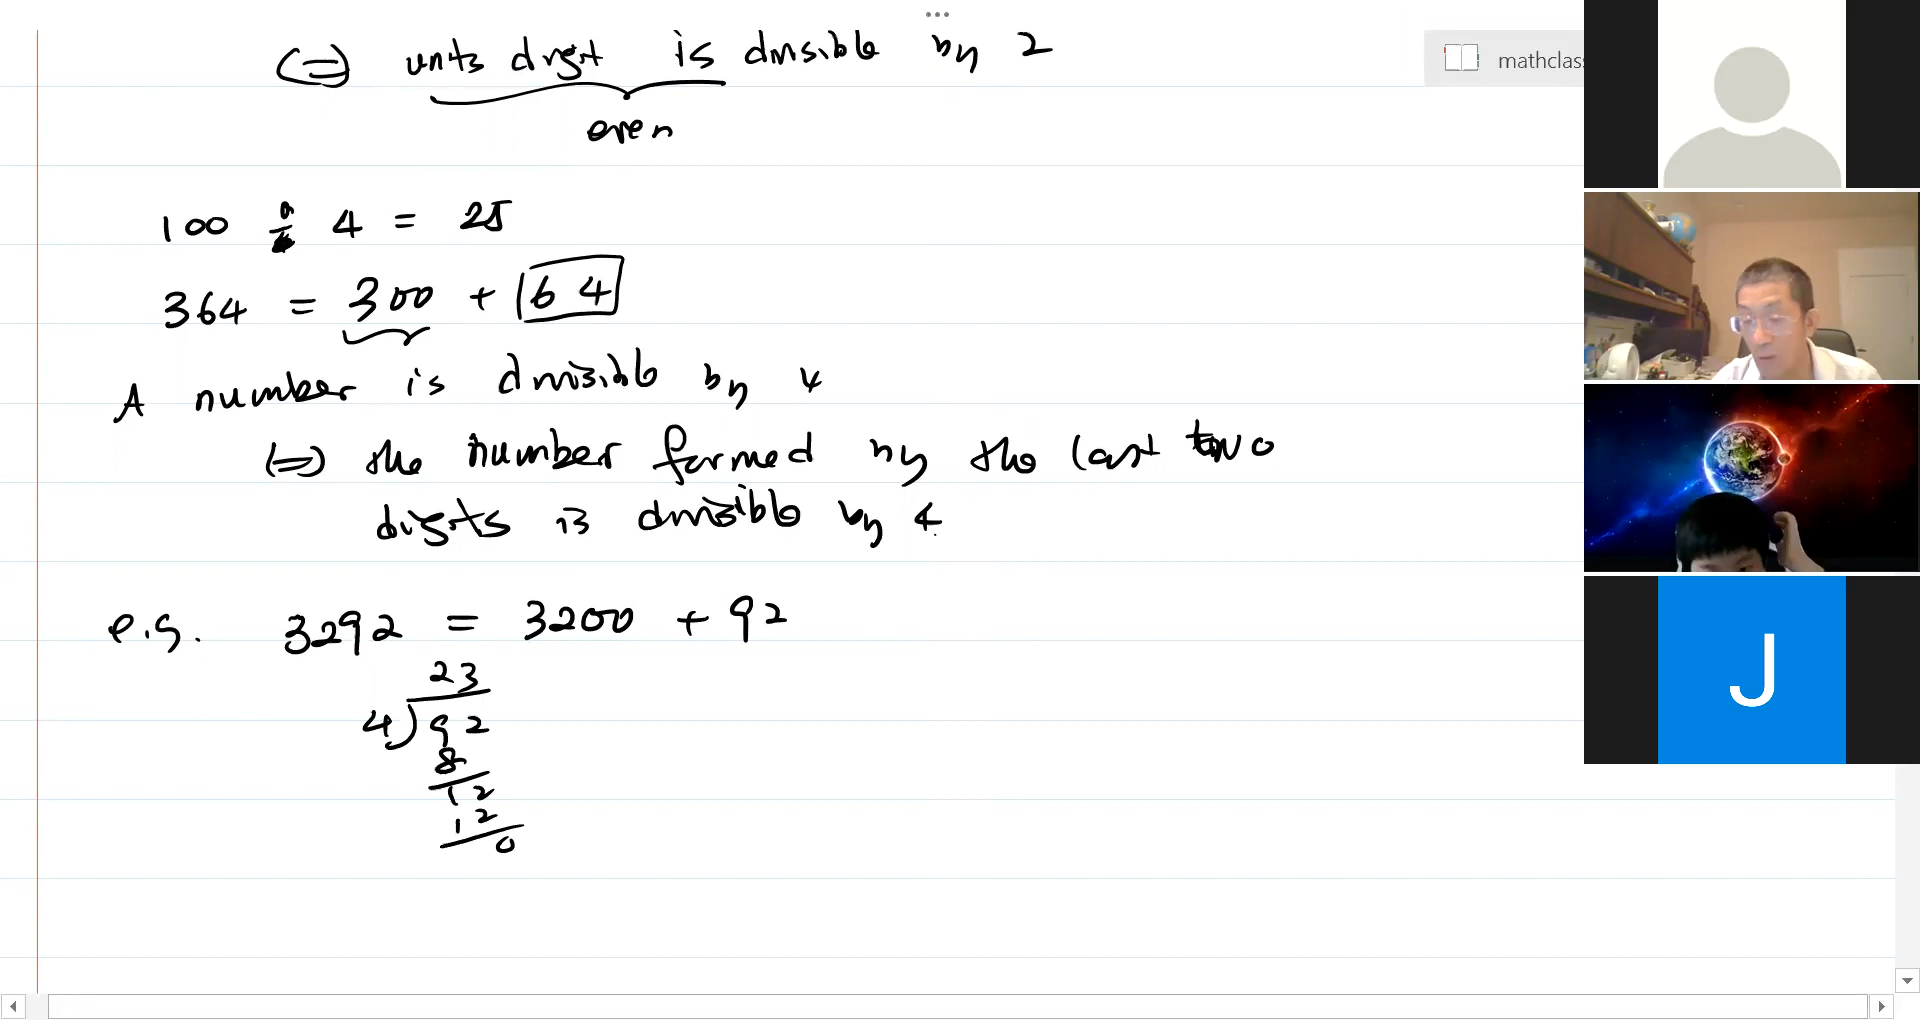 (⇔) units digit is divisible by 2
mathclass
even
100 ÷ 4 = 25
364 = 300 + 64
A number is divisible by 4
(⇔) the number formed by the last two
digits is divisible by 4
e.g. 3292 = 3200 + 92
23
4)92
8
12
12
0
J